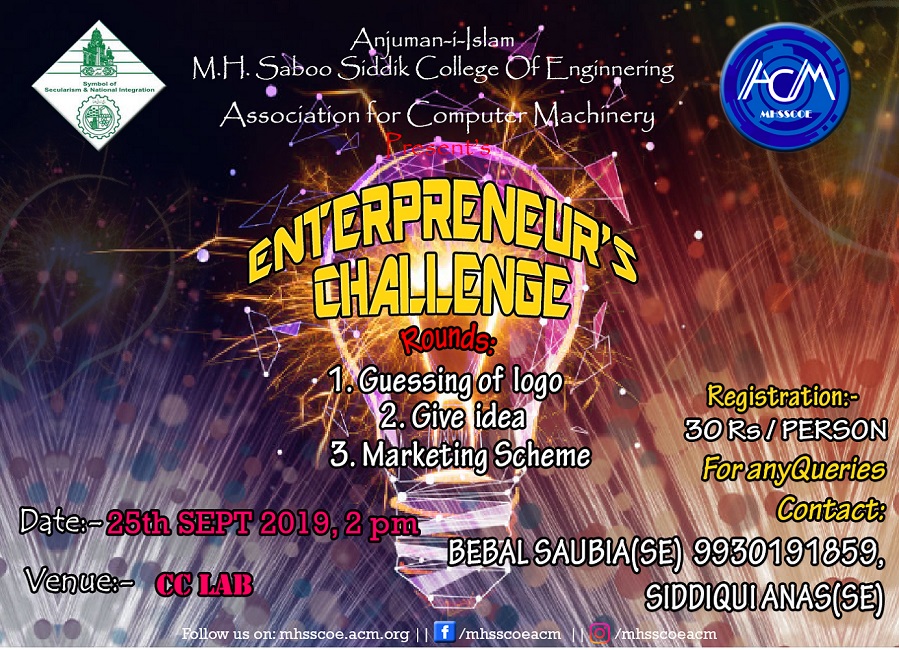 Anjuman-i-Islam
M.H. Saboo Siddik College Of Enginnering
Association for Computer Machinery
Present's
Symbol of
Secularism & National Integration
ACM
MHSSCOE
ENTERPRENEUR'S
CHALLENGE
Rounds:
1. Guessing of logo
2. Give idea
3. Marketing Scheme
Registration:-
30 Rs / PERSON
For anyQueries
Contact:
BEBAL SAUBIA(SE) 9930191859,
SIDDIQUI ANAS(SE)
Date:- 25th SEPT 2019, 2 pm
Venue:- CC LAB
Follow us on: mhsscoe.acm.org || /mhsscoeacm || /mhsscoeacm